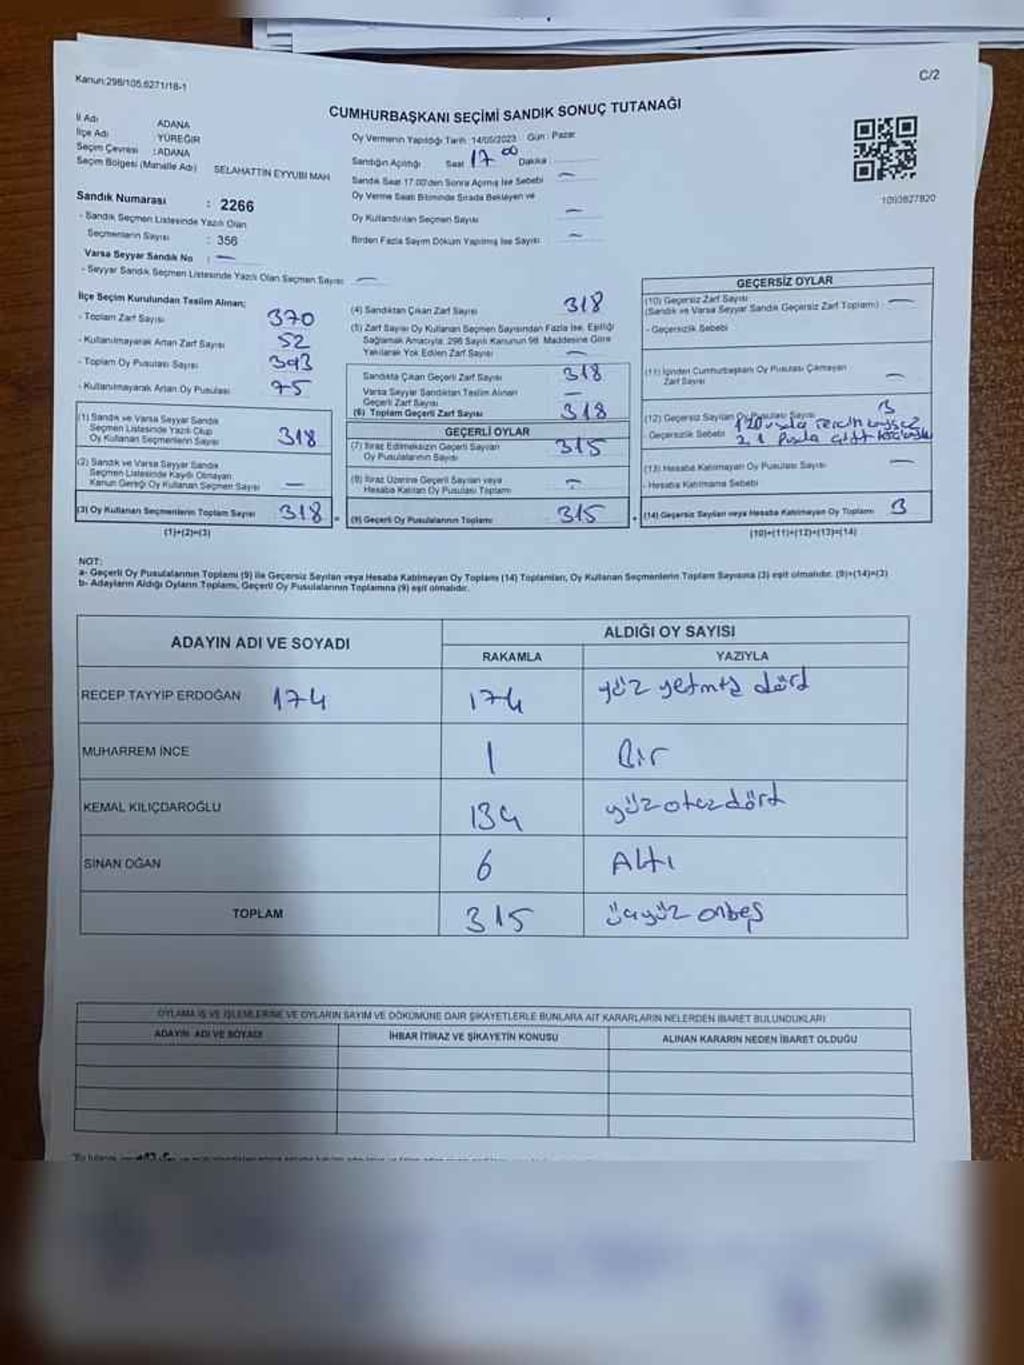 Kanun:298/105,6271/18-1
C/2
CUMHURBAŞKANI SEÇİMİ SANDIK SONUÇ TUTANAĞI
İl Adı ADANA
İlçe Adı YÜREĞİR
Seçim Çevresi :ADANA
Seçim Bölgesi (Mahalle Adı) SELAHATTİN EYYUBİ MAH
Sandık Numarası : 2266
- Sandık Seçmen Listesinde Yazılı Olan
Seçmenlerin Sayısı : 356
Varsa Seyyar Sandık No : —
- Seyyar Sandık Seçmen Listesinde Yazılı Olan Seçmen Sayısı —
Oy Vermenin Yapıldığı Tarih 14/05/2023 Gün : Pazar
Sandığın Açıldığı Saat 17 00 Dakika
Sandık Saat 17.00'den Sonra Açılmış İse Sebebi —
Oy Verme Saati Bitiminde Sırada Bekleyen ve
Oy Kullandırılan Seçmen Sayısı —
Birden Fazla Sayım Döküm Yapılmış İse Sayısı —
1093827820
İlçe Seçim Kurulundan Teslim Alınan;
- Toplam Zarf Sayısı 370
- Kullanılmayarak Artan Zarf Sayısı 52
- Toplam Oy Pusulası Sayısı 393
- Kullanılmayarak Artan Oy Pusulası 75
(1) Sandık ve Varsa Seyyar Sandık
Seçmen Listesinde Yazılı Olup
Oy Kullanan Seçmenlerin Sayısı 318
(2) Sandık ve Varsa Seyyar Sandık
Seçmen Listesinde Kayıtlı Olmayan
Kanun Gereği Oy Kullanan Seçmen Sayısı —
(3) Oy Kullanan Seçmenlerin Toplam Sayısı 318 =
(1)+(2)=(3)
(4) Sandıktan Çıkan Zarf Sayısı 318
(5) Zarf Sayısı Oy Kullanan Seçmen Sayısından Fazla İse, Eşitliği
Sağlamak Amacıyla, 298 Sayılı Kanunun 98. Maddesine Göre
Yakılarak Yok Edilen Zarf Sayısı —
Sandıkta Çıkan Geçerli Zarf Sayısı 318
Varsa Seyyar Sandıktan Teslim Alınan
Geçerli Zarf Sayısı —
(6) Toplam Geçerli Zarf Sayısı 318
GEÇERLİ OYLAR
(7) İtiraz Edilmeksizin Geçerli Sayılan
Oy Pusulalarının Sayısı 315
(8) İtiraz Üzerine Geçerli Sayılan veya
Hesaba Katılan Oy Pusulası Toplamı —
(9) Geçerli Oy Pusulalarının Toplamı 315 +
GEÇERSİZ OYLAR
(10) Geçersiz Zarf Sayısı
(Sandık ve Varsa Seyyar Sandık Geçersiz Zarf Toplamı) —
- Geçersizlik Sebebi
(11) İçinden Cumhurbaşkanı Oy Pusulası Çıkmayan
Zarf Sayısı —
(12) Geçersiz Sayılan Oy Pusulası Sayısı 3
Geçersizlik Sebebi
(13) Hesaba Katılmayan Oy Pusulası Sayısı —
- Hesaba Katılmama Sebebi
(14) Geçersiz Sayılan veya Hesaba Katılmayan Oy Toplamı 3
(10)+(11)+(12)+(13)=(14)
NOT:
a- Geçerli Oy Pusulalarının Toplamı (9) ile Geçersiz Sayılan veya Hesaba Katılmayan Oy Toplamı (14) Toplamları, Oy Kullanan Seçmenlerin Toplam Sayısına (3) eşit olmalıdır. (9)+(14)=(3)
b- Adayların Aldığı Oyların Toplamı, Geçerli Oy Pusulalarının Toplamına (9) eşit olmalıdır.
ADAYIN ADI VE SOYADI
ALDIĞI OY SAYISI
RAKAMLA YAZIYLA
RECEP TAYYİP ERDOĞAN 174 174 yüz yetmiş dört
MUHARREM İNCE 1 Bir
KEMAL KILIÇDAROĞLU 134 yüz otuz dört
SİNAN OĞAN 6 Altı
TOPLAM 315 üçyüz onbeş
OYLAMA İŞ VE İŞLEMLERİNE VE OYLARIN SAYIM VE DÖKÜMÜNE DAİR ŞİKAYETLERLE BUNLARA AİT KARARLARIN NELERDEN İBARET BULUNDUKLARI
ADAYIN ADI VE SOYADI İHBAR İTİRAZ VE ŞİKAYETİN KONUSU ALINAN KARARIN NEDEN İBARET OLDUĞU